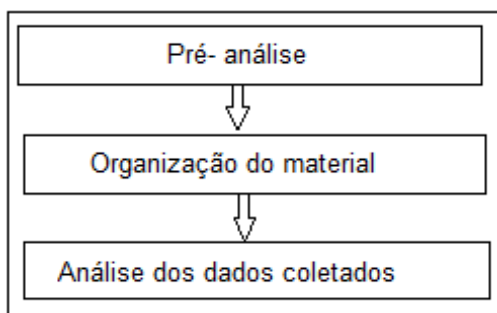 Pré- análise
Organização do material
Análise dos dados coletados